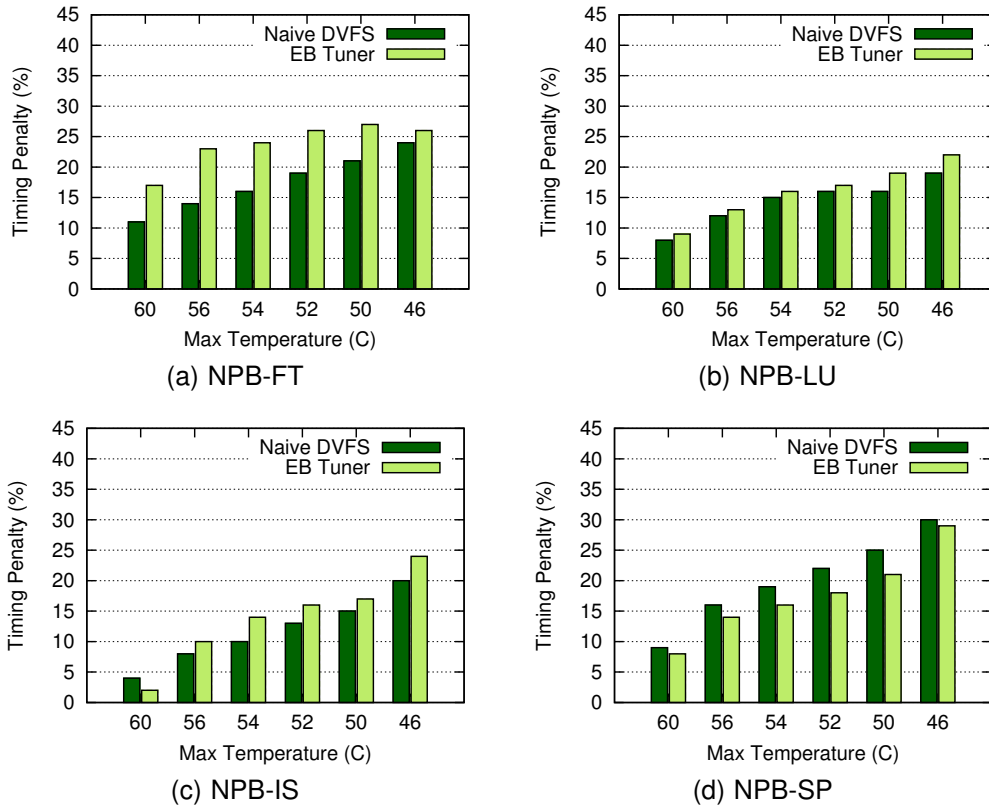 45
40
35
30
25
20
15
10
5
0
Timing Penalty (%)
Naive DVFS
EB Tuner
60 56 54 52 50 46
Max Temperature (C)
(a) NPB-FT
45
40
35
30
25
20
15
10
5
0
Timing Penalty (%)
Naive DVFS
EB Tuner
60 56 54 52 50 46
Max Temperature (C)
(b) NPB-LU
45
40
35
30
25
20
15
10
5
0
Timing Penalty (%)
Naive DVFS
EB Tuner
60 56 54 52 50 46
Max Temperature (C)
(c) NPB-IS
45
40
35
30
25
20
15
10
5
0
Timing Penalty (%)
Naive DVFS
EB Tuner
60 56 54 52 50 46
Max Temperature (C)
(d) NPB-SP